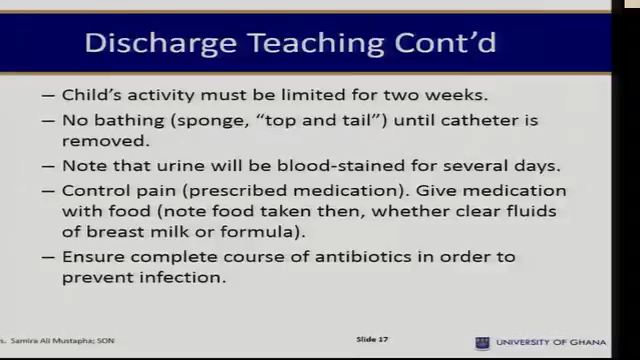 Discharge Teaching Cont'd
– Child's activity must be limited for two weeks.
– No bathing (sponge, "top and tail") until catheter is
removed.
– Note that urine will be blood-stained for several days.
– Control pain (prescribed medication). Give medication
with food (note food taken then, whether clear fluids
of breast milk or formula).
– Ensure complete course of antibiotics in order to
prevent infection.
s. Samira Ali Mustapha; SON
Slide 17
UNIVERSITY OF GHANA